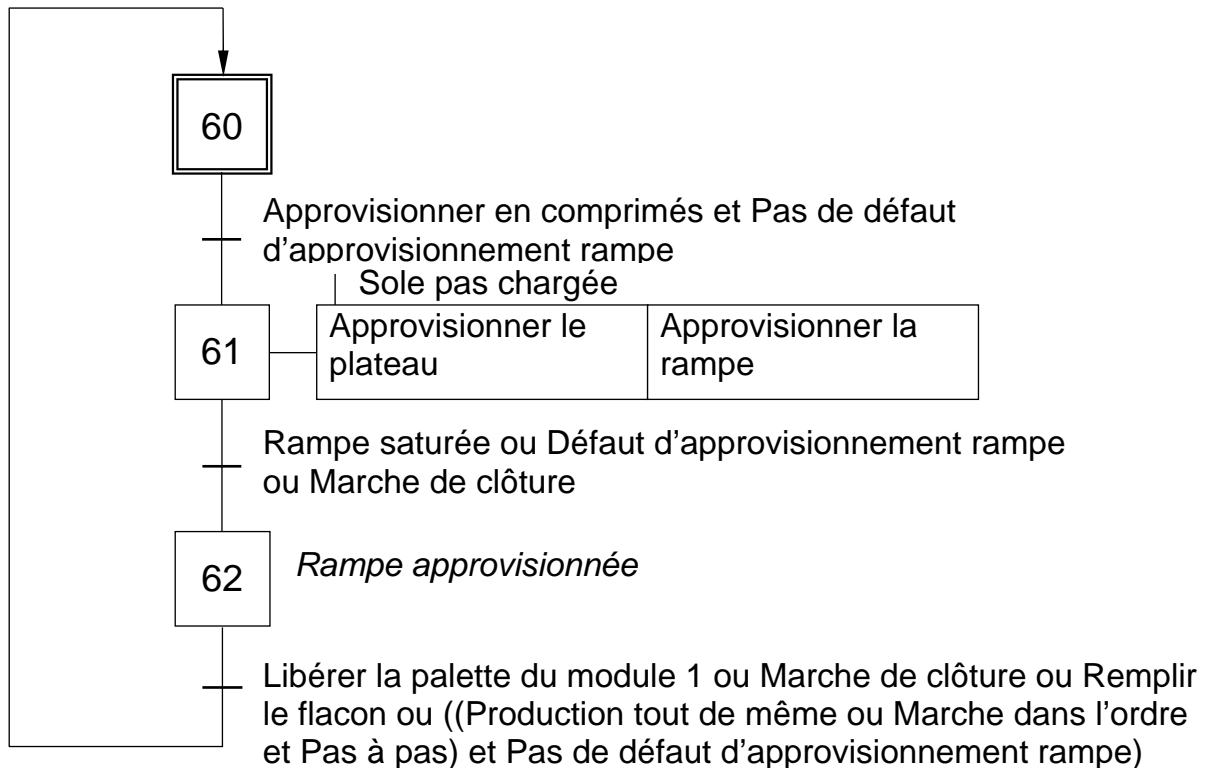 60
Approvisionner en comprimés et Pas de défaut
d’approvisionnement rampe
Sole pas chargée
61
Approvisionner le
plateau
Approvisionner la
rampe
Rampe saturée ou Défaut d’approvisionnement rampe
ou Marche de clôture
62
Rampe approvisionnée
Libérer la palette du module 1 ou Marche de clôture ou Remplir
le flacon ou ((Production tout de même ou Marche dans l’ordre
et Pas à pas) et Pas de défaut d’approvisionnement rampe)